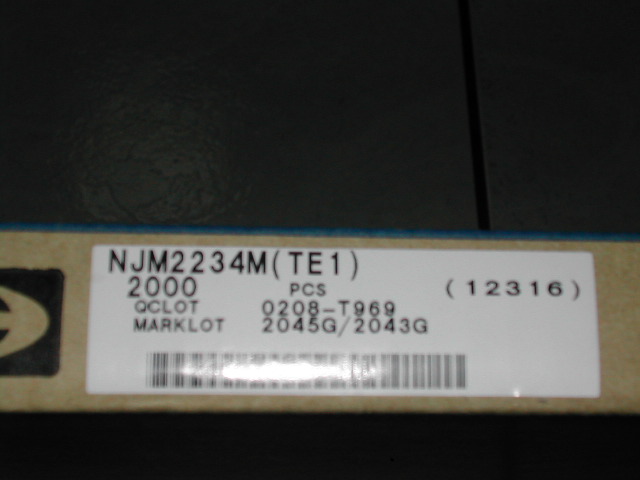 NJM2234M(TE1)
2000 PCS (12316)
QCLOT 0208-T969
MARKLOT 2045G/2043G